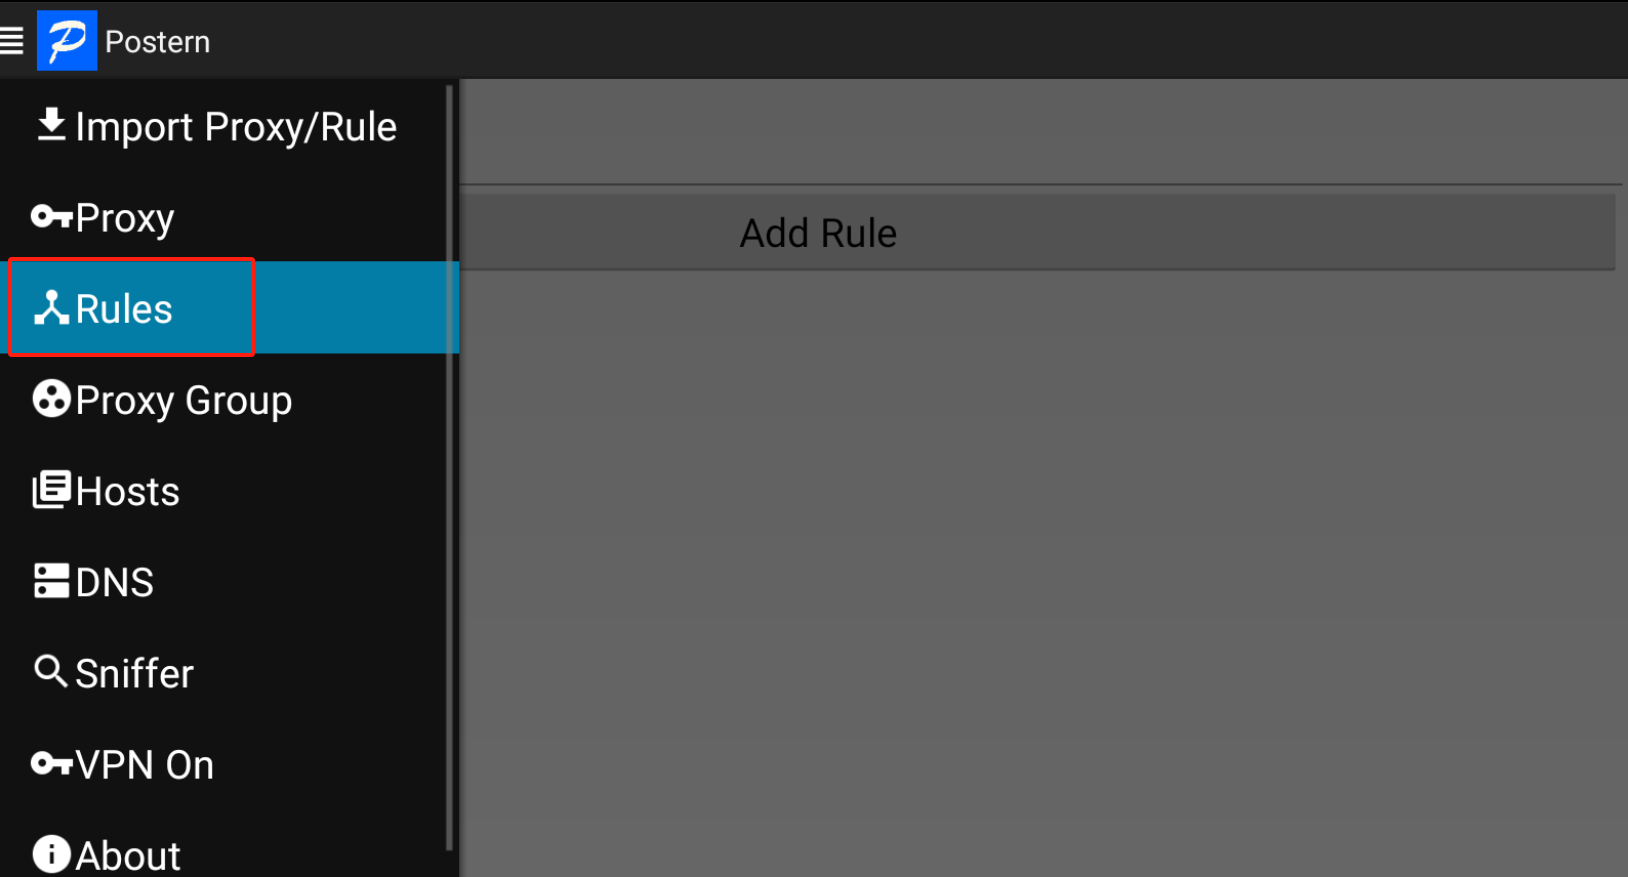 Postern
Import Proxy/Rule
Proxy
Add Rule
Rules
Proxy Group
Hosts
DNS
Sniffer
VPN On
About